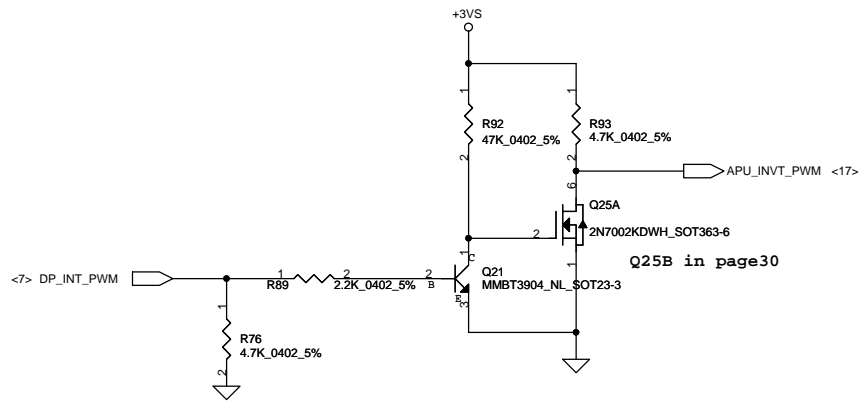 +3VS
1
1
R92
47K_0402_5%
R93
4.7K_0402_5%
2
2
APU_INVT_PWM <17>
6
Q25A
2N7002KDWH_SOT363-6
2
Q25B in page30
1
1
C
<7> DP_INT_PWM
1
2
R89
2.2K_0402_5%
2
B
Q21
MMBT3904_NL_SOT23-3
E
3
1
R76
4.7K_0402_5%
2